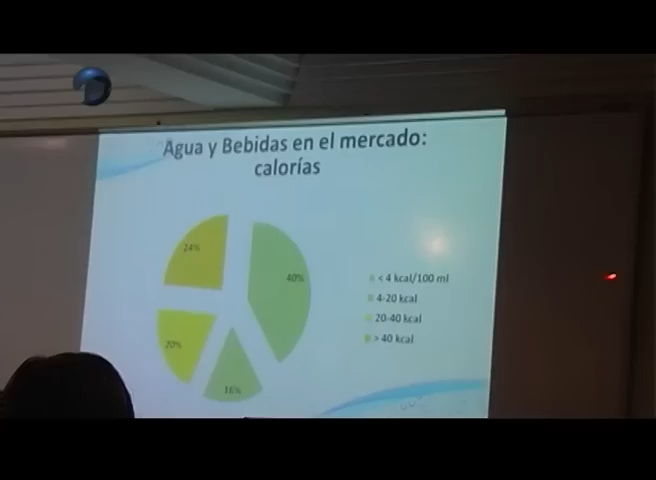 Agua y Bebidas en el mercado:
calorías
24%
40%
20%
16%
< 4 kcal/100 ml
4-20 kcal
20-40 kcal
> 40 kcal